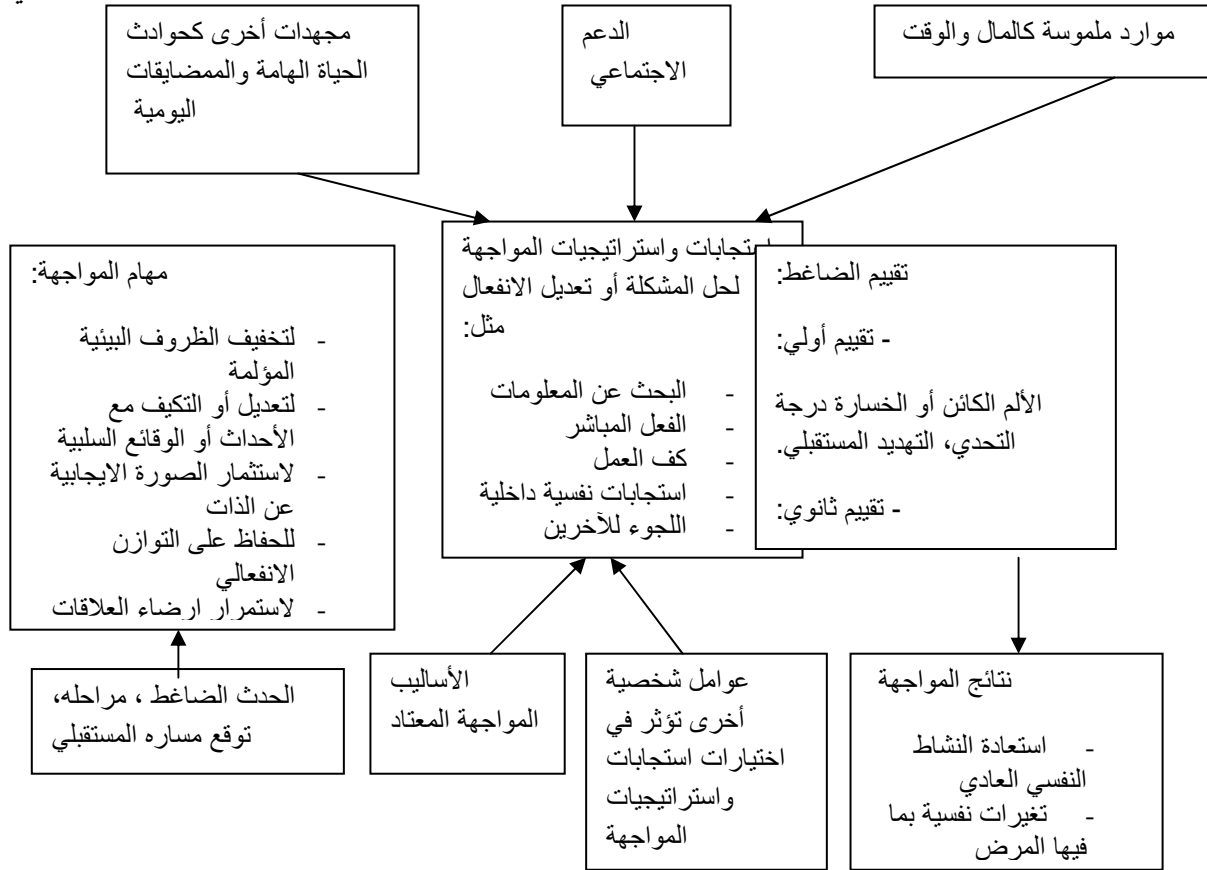 موارد ملموسة كالمال والوقت
الدعم
الاجتماعي
مجهدات أخرى كحوادث
الحياة الهامة والممضايقات
اليومية
تقييم الضاغط:
- تقييم أولي:
الألم الكائن أو الخسارة درجة
التحدي، التهديد المستقبلي.
- تقييم ثانوي:
واستراتيجيات المواجهة
لحل المشكلة أو تعديل الانفعال
مثل:
- البحث عن المعلومات
- الفعل المباشر
- كف العمل
- استجابات نفسية داخلية
- اللجوء للآخرين
مهام المواجهة:
- لتخفيف الظروف البيئية
المؤلمة
- لتعديل أو التكيف مع
الأحداث أو الوقائع السلبية
- لاستثمار الصورة الايجابية
عن الذات
- للحفاظ على التوازن
الانفعالي
- لاستمرار ارضاء العلاقات
نتائج المواجهة
- استعادة النشاط
النفسي العادي
- تغيرات نفسية بما
فيها المرض
عوامل شخصية
أخرى تؤثر في
اختيارات استجابات
واستراتيجيات
المواجهة
الأساليب
المواجهة المعتاد
الحدث الضاغط ، مراحله،
توقع مساره المستقبلي